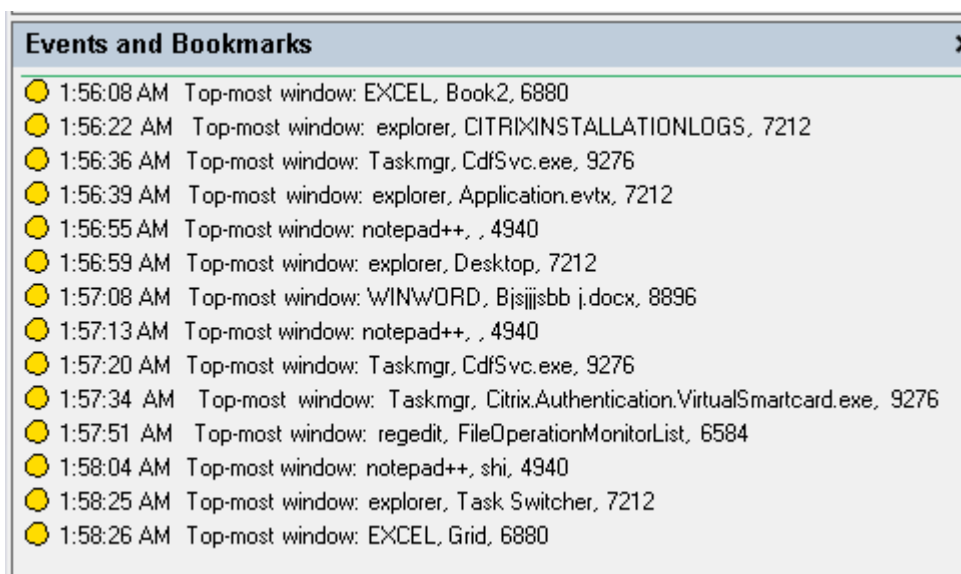 Events and Bookmarks
1:56:08 AM Top-most window: EXCEL, Book2, 6880
1:56:22 AM Top-most window: explorer, CITRIXINSTALLATIONLOGS, 7212
1:56:36 AM Top-most window: Taskmgr, CdfSvc.exe, 9276
1:56:39 AM Top-most window: explorer, Application.evtx, 7212
1:56:55 AM Top-most window: notepad++, , 4940
1:56:59 AM Top-most window: explorer, Desktop, 7212
1:57:08 AM Top-most window: WINWORD, Bjsjjjsbb j.docx, 8896
1:57:13 AM Top-most window: notepad++, , 4940
1:57:20 AM Top-most window: Taskmgr, CdfSvc.exe, 9276
1:57:34 AM Top-most window: Taskmgr, Citrix.Authentication.VirtualSmartcard.exe, 9276
1:57:51 AM Top-most window: regedit, FileOperationMonitorList, 6584
1:58:04 AM Top-most window: notepad++, shi, 4940
1:58:25 AM Top-most window: explorer, Task Switcher, 7212
1:58:26 AM Top-most window: EXCEL, Grid, 6880